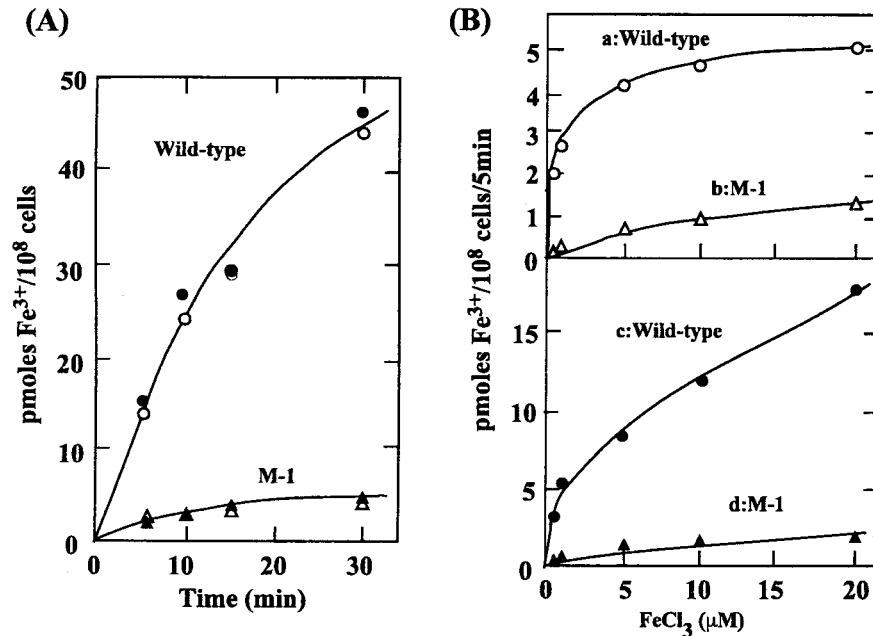 (A)
50
40
30
20
10
0
pmoles Fe³⁺/10⁸ cells
Wild-type
M-1
0
10
20
30
Time (min)
(B)
5
4
3
2
1
0
a:Wild-type
b:M-1
pmoles Fe³⁺/10⁸ cells/5min
15
10
5
0
c:Wild-type
d:M-1
0
5
10
15
20
FeCl₃ (μM)